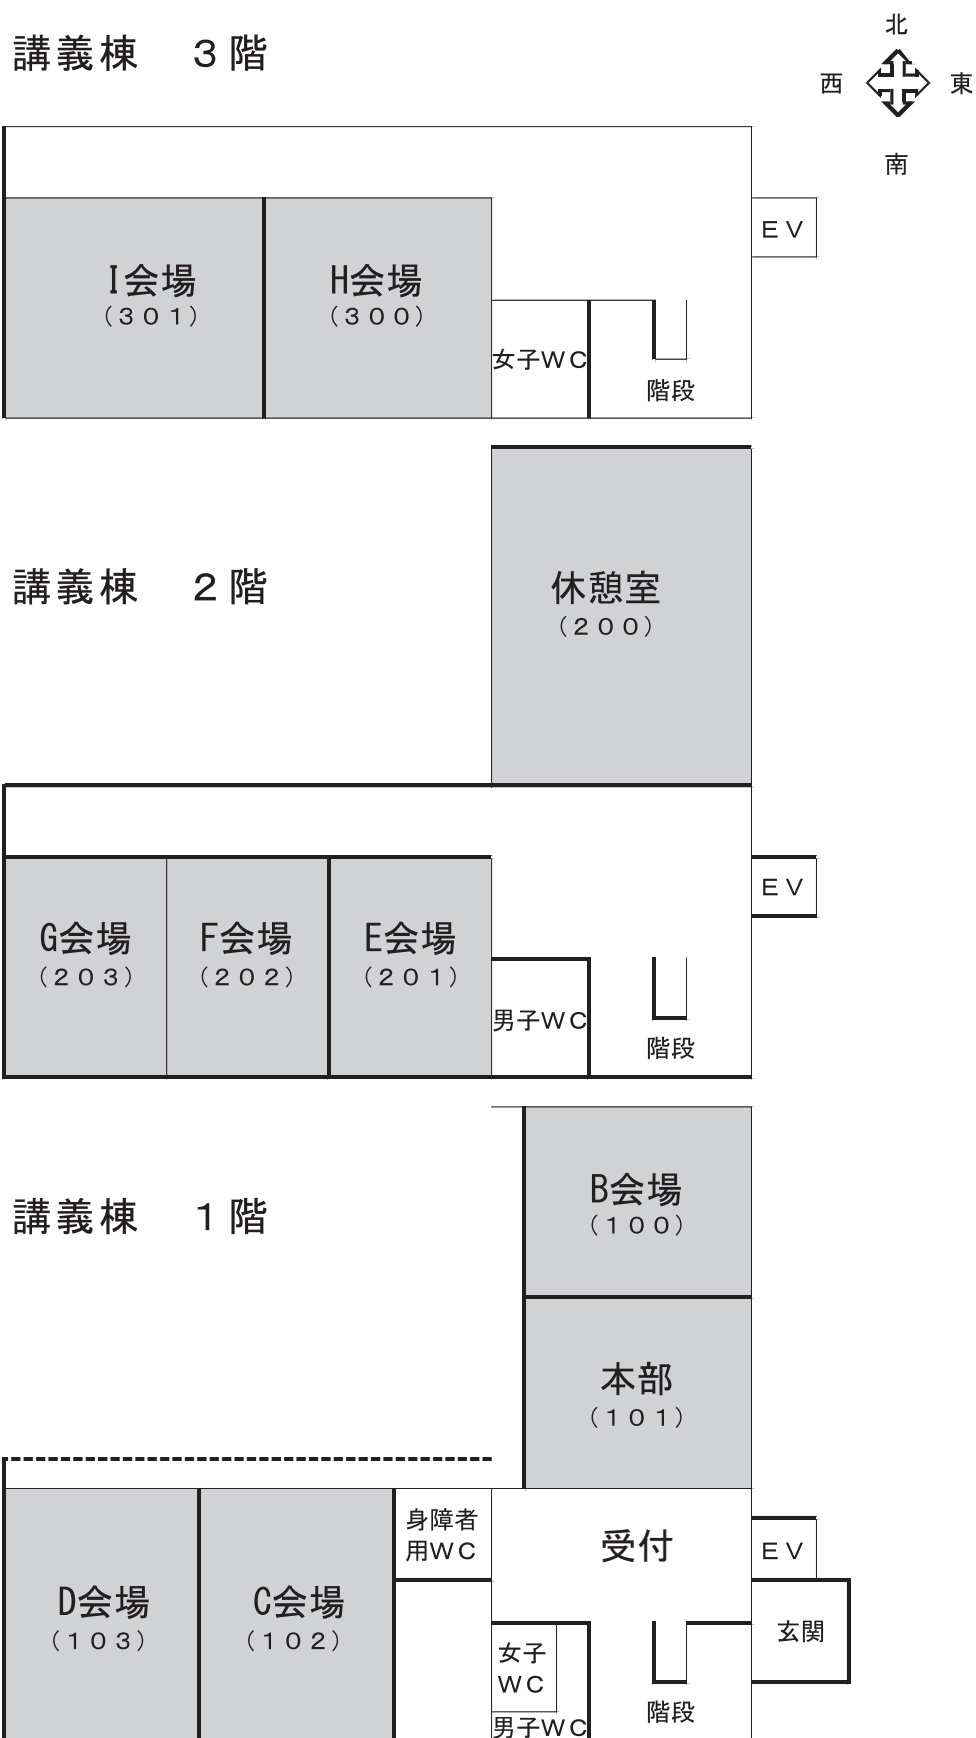 講義棟　３階
北
西
東
南
EV
I会場
（３０１）
H会場
（３００）
女子WC
階段
講義棟　２階
休憩室
（２００）
EV
G会場
（２０３）
F会場
（２０２）
E会場
（２０１）
男子WC
階段
講義棟　１階
B会場
（１００）
本部
（１０１）
身障者
用WC
受付
EV
D会場
（１０３）
C会場
（１０２）
玄関
女子
WC
階段
男子WC